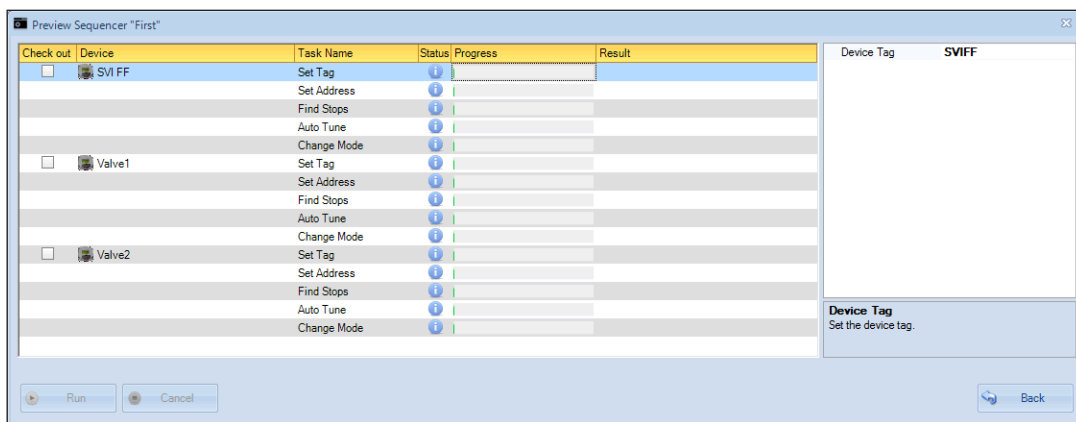 Preview Sequencer "First"
Check out Device Task Name Status Progress Result
SVI FF Set Tag
Set Address
Find Stops
Auto Tune
Change Mode
Valve1 Set Tag
Set Address
Find Stops
Auto Tune
Change Mode
Valve2 Set Tag
Set Address
Find Stops
Auto Tune
Change Mode
Device Tag SVIFF
Device Tag
Set the device tag.
Run Cancel Back